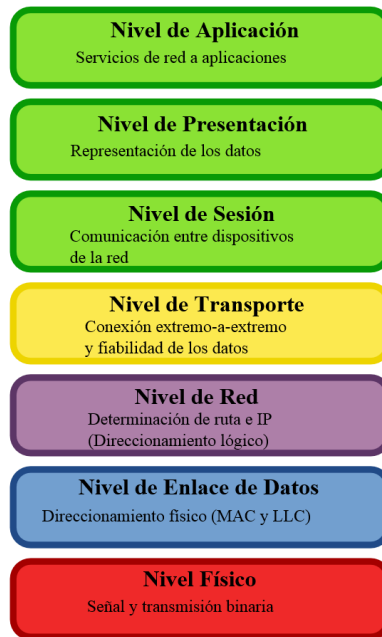 Nivel de Aplicación
Servicios de red a aplicaciones
Nivel de Presentación
Representación de los datos
Nivel de Sesión
Comunicación entre dispositivos
de la red
Nivel de Transporte
Conexión extremo-a-extremo
y fiabilidad de los datos
Nivel de Red
Determinación de ruta e IP
(Direccionamiento lógico)
Nivel de Enlace de Datos
Direccionamiento físico (MAC y LLC)
Nivel Físico
Señal y transmisión binaria